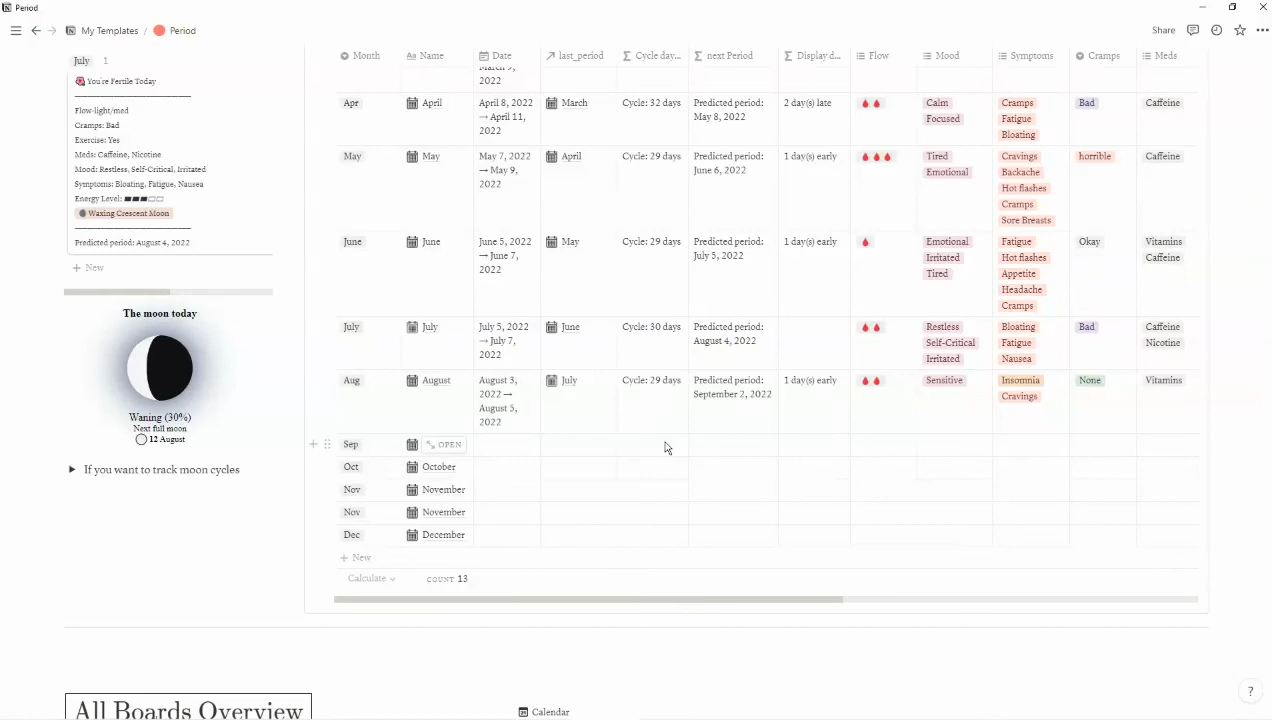 Period
My Templates / Period
Share
July 1
You're Fertile Today
Flow-light/med
Cramps: Bad
Exercise: Yes
Meds: Caffeine, Nicotine
Mood: Restless, Self-Critical, Irritated
Symptoms: Bloating, Fatigue, Nausea
Energy Level:
Waxing Crescent Moon
Predicted period: August 4, 2022
+ New
The moon today
Waning (30%)
Next full moon
12 August
If you want to track moon cycles
Month Name Date last_period Cycle day... next Period Display d... Flow Mood Symptoms Cramps Meds
2022
Apr April April 8, 2022 → April 11, 2022 March Cycle: 32 days Predicted period: May 8, 2022 2 day(s) late Calm Focused Cramps Fatigue Bloating Bad Caffeine
May May May 7, 2022 → May 9, 2022 April Cycle: 29 days Predicted period: June 6, 2022 1 day(s) early Tired Emotional Cravings Backache Hot flashes Cramps Sore Breasts horrible Caffeine
June June June 5, 2022 → June 7, 2022 May Cycle: 29 days Predicted period: July 5, 2022 1 day(s) early Emotional Irritated Tired Fatigue Hot flashes Appetite Headache Cramps Okay Vitamins Caffeine
July July July 5, 2022 → July 7, 2022 June Cycle: 30 days Predicted period: August 4, 2022 Restless Self-Critical Irritated Bloating Fatigue Nausea Bad Caffeine Nicotine
Aug August August 3, 2022 → August 5, 2022 July Cycle: 29 days Predicted period: September 2, 2022 1 day(s) early Sensitive Insomnia Cravings None Vitamins
Sep OPEN
Oct October
Nov November
Nov November
Dec December
+ New
Calculate COUNT 13
All Boards Overview
Calendar
?